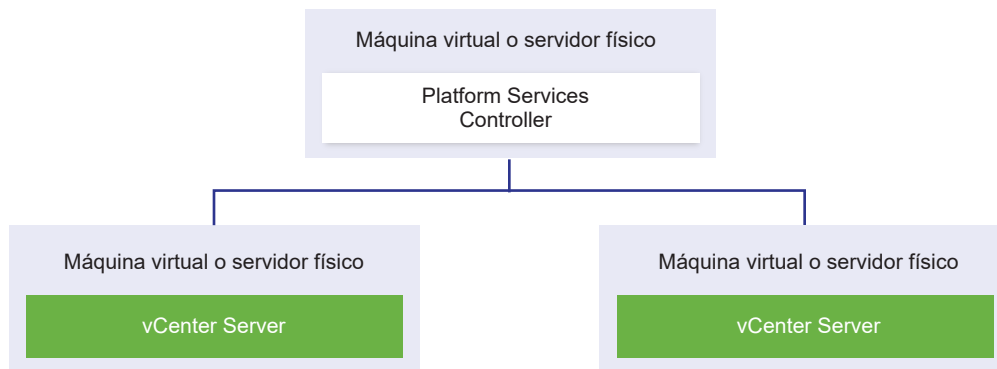 Máquina virtual o servidor físico
Platform Services
Controller
Máquina virtual o servidor físico
vCenter Server
Máquina virtual o servidor físico
vCenter Server